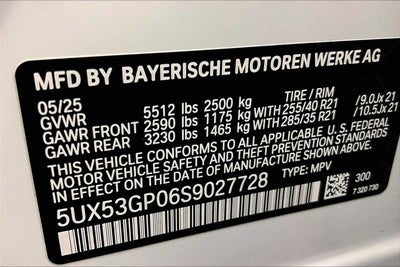 MFD BY BAYERISCHE MOTOREN WERKE AG
05/25 TIRE / RIM
GVWR 5512 lbs 2500 kg
GAWR FRONT 2590 lbs 1175 kg WITH 255/40 R21 /9.0Jx 21
GAWR REAR 3230 lbs 1465 kg WITH 285/35 R21 /10.5Jx 21
THIS VEHICLE CONFORMS TO ALL APPLICABLE U.S. FEDERAL
MOTOR VEHICLE SAFETY AND THEFT PREVENTION STANDARDS
IN EFFECT ON THE DATE OF MANUFACTURE SHOWN ABOVE.
5UX53GP06S9027728 TYPE: MPV
300
7 320 730